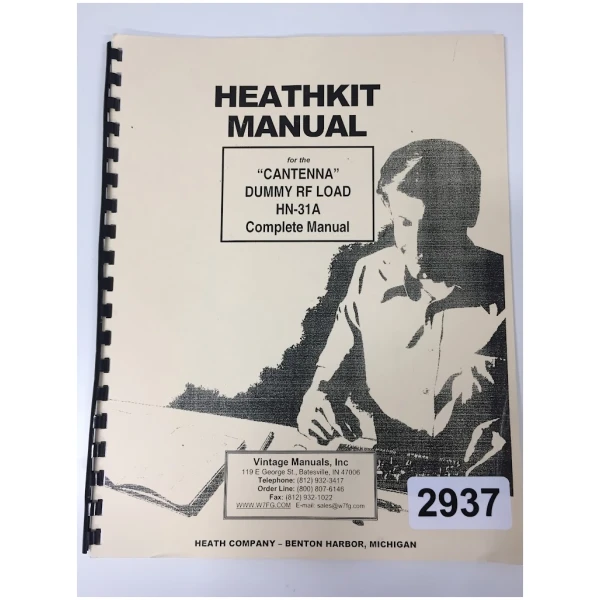 HEATHKIT
MANUAL
for the
"CANTENNA"
DUMMY RF LOAD
HN-31A
Complete Manual
Vintage Manuals, Inc
119 E George St., Batesville, IN 47006
Telephone: (812) 932-3417
Order Line: (800) 807-6146
Fax: (812) 932-1022
WWW.W7FG.COM E-mail: sales@w7fg.com
2937
HEATH COMPANY – BENTON HARBOR, MICHIGAN